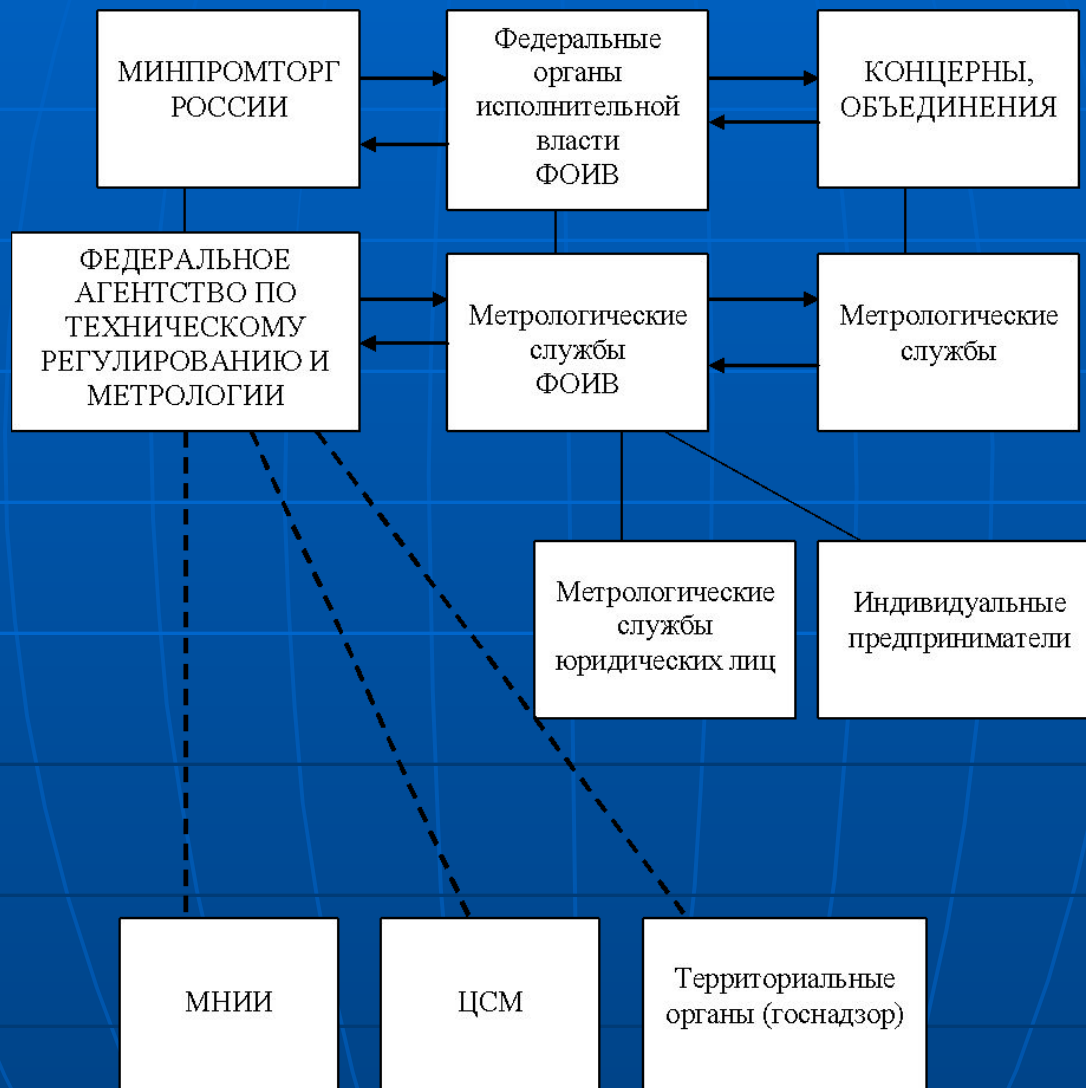 МИНПРОМТОРГ
РОССИИ
Федеральные
органы
исполнительной
власти
ФОИВ
КОНЦЕРНЫ,
ОБЪЕДИНЕНИЯ
ФЕДЕРАЛЬНОЕ
АГЕНТСТВО ПО
ТЕХНИЧЕСКОМУ
РЕГУЛИРОВАНИЮ И
МЕТРОЛОГИИ
Метрологические
службы
ФОИВ
Метрологические
службы
Метрологические
службы
юридических лиц
Индивидуальные
предприниматели
МНИИ
ЦСМ
Территориальные
органы (госнадзор)